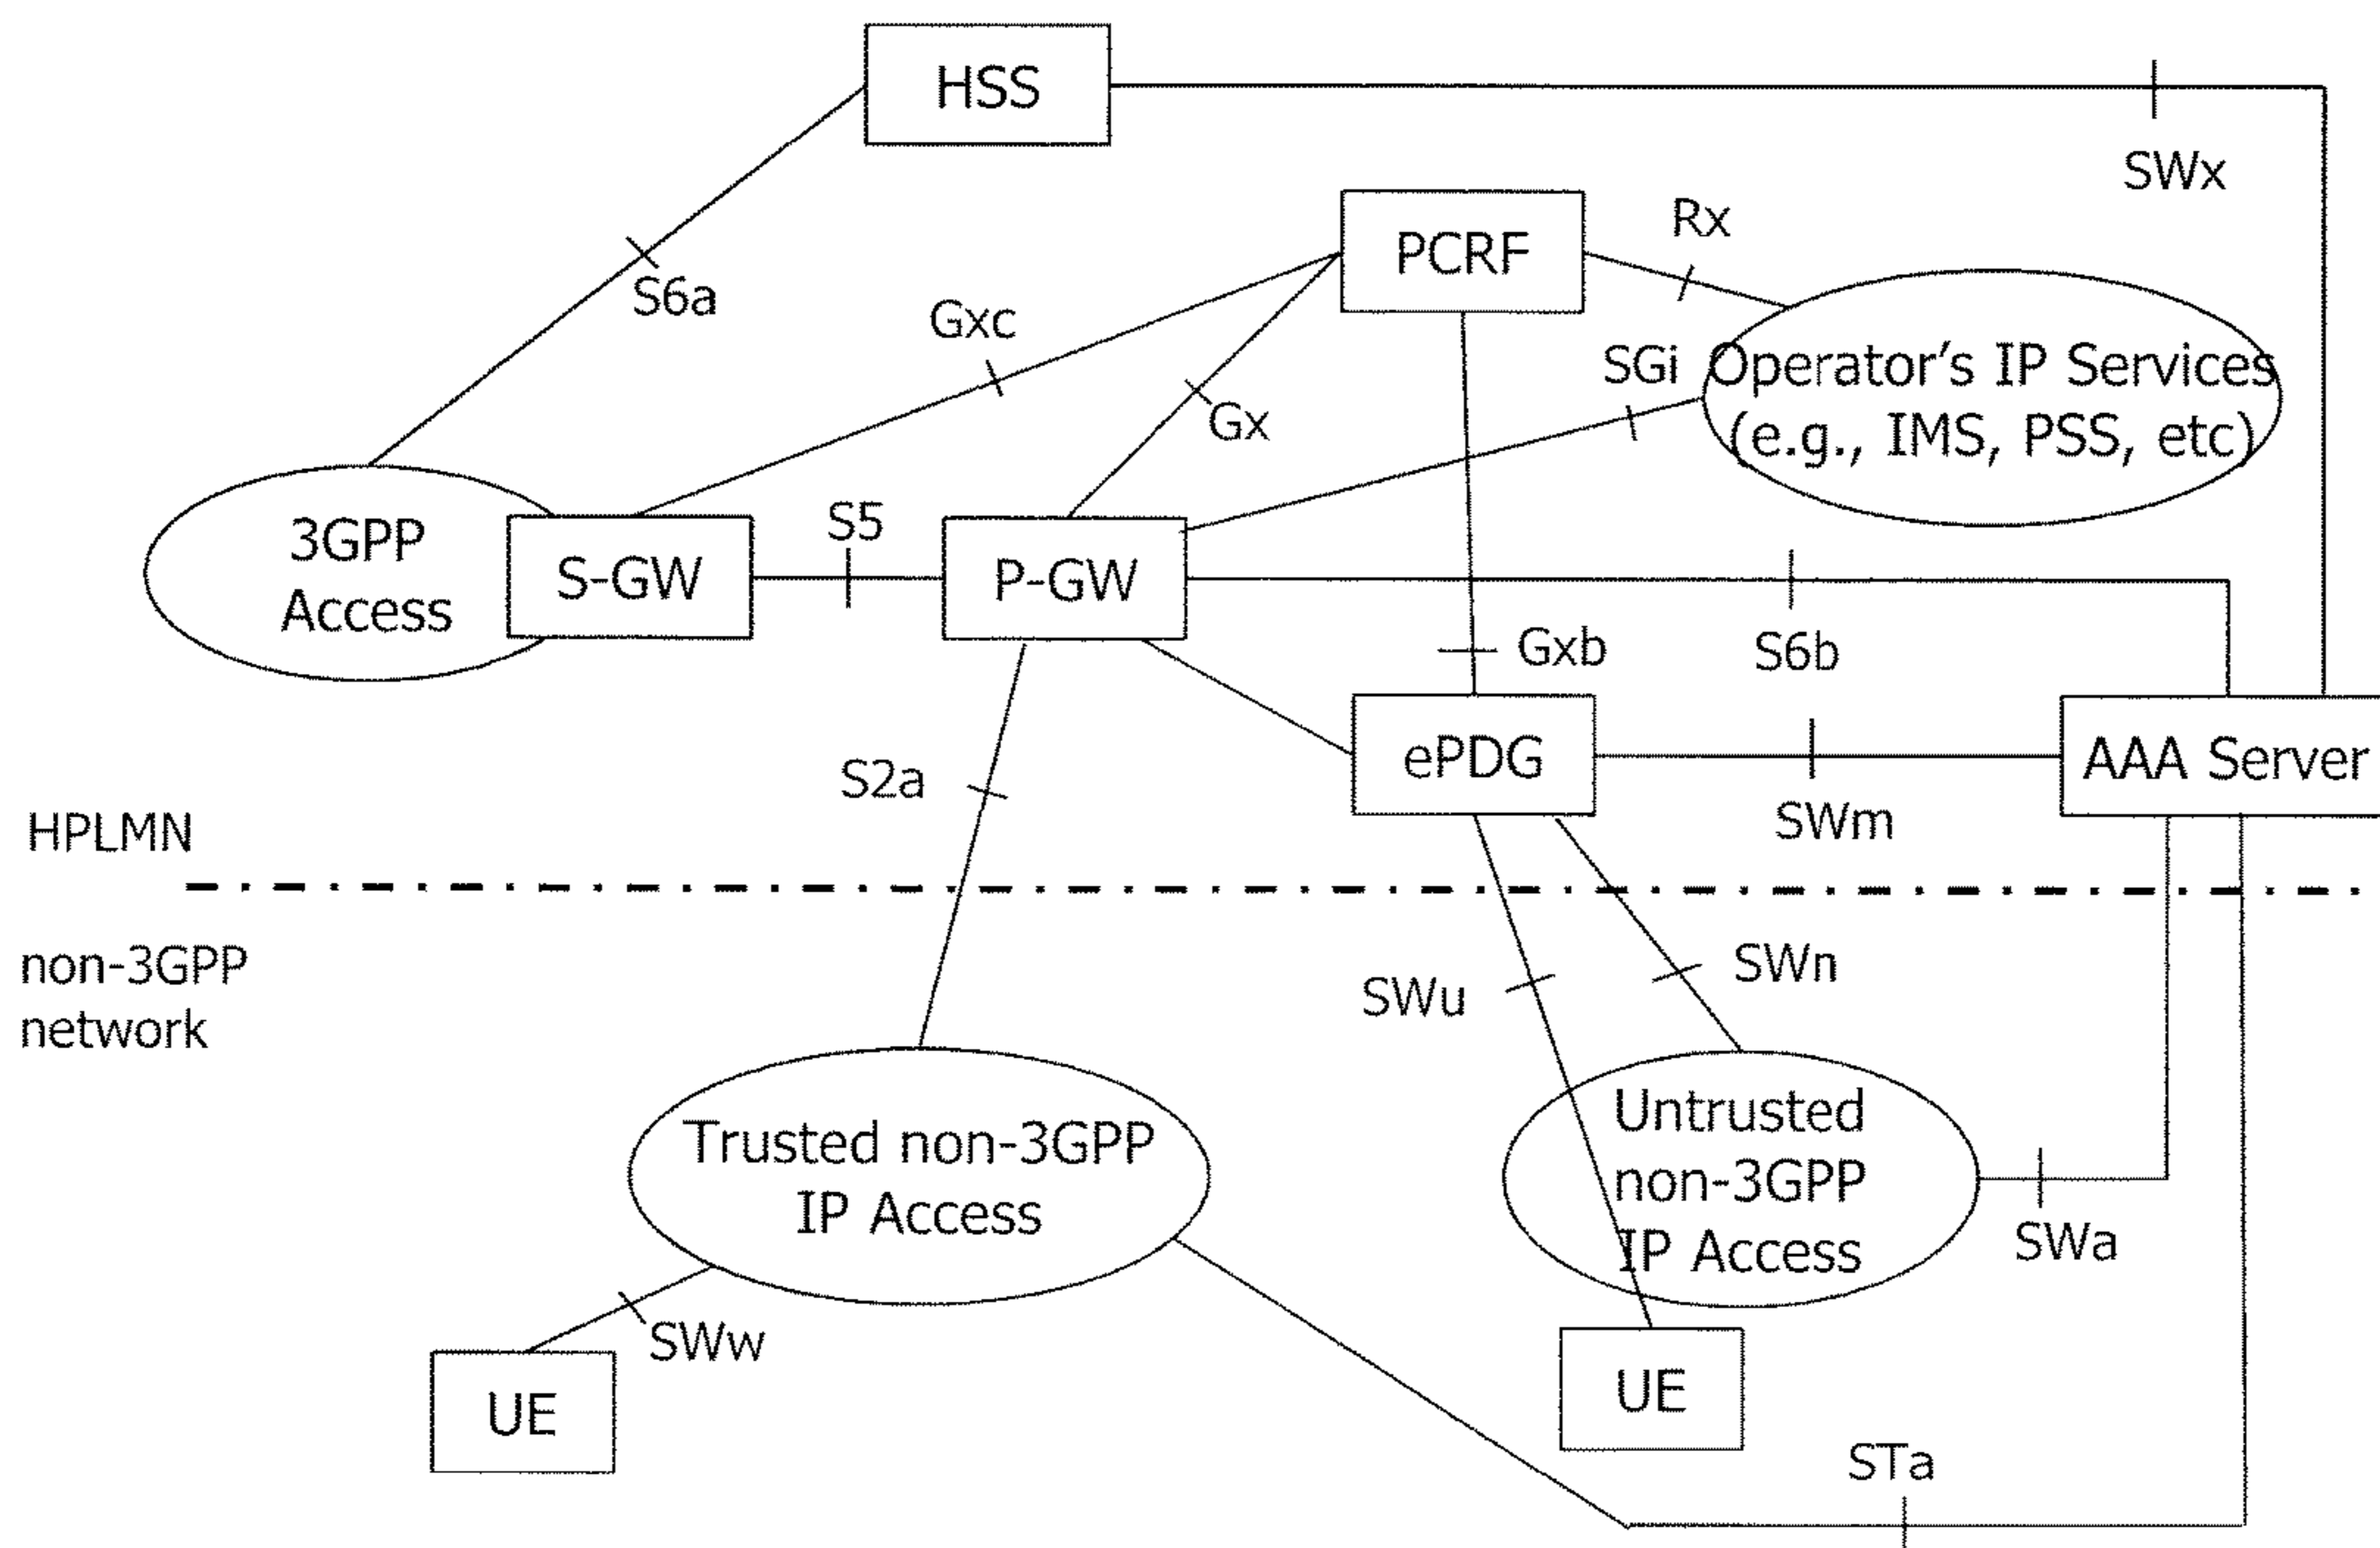 HSS
SWx
PCRF
Rx
S6a
Gxc
SGi
Operator's IP Services
(e.g., IMS, PSS, etc)
Gx
3GPP
Access
S-GW
S5
P-GW
Gxb
S6b
S2a
ePDG
SWm
AAA Server
HPLMN
non-3GPP
network
SWu
SWn
Trusted non-3GPP
IP Access
Untrusted
non-3GPP
IP Access
SWa
SWw
UE
UE
STa